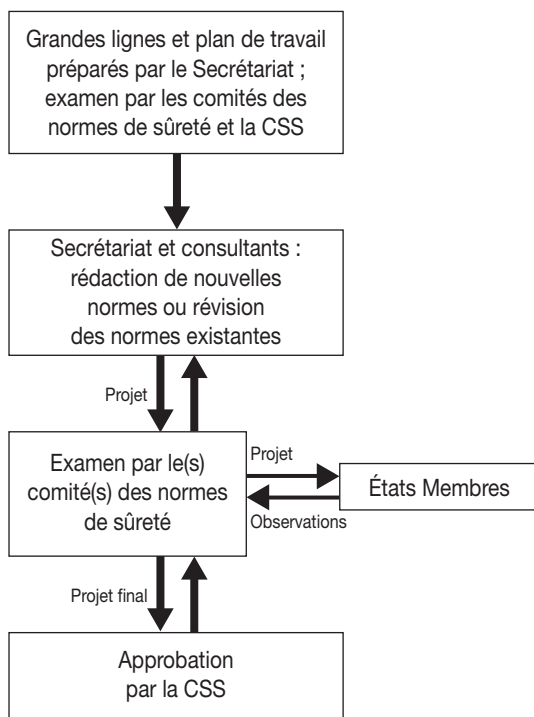 Grandes lignes et plan de travail
préparés par le Secrétariat ;
examen par les comités des
normes de sûreté et la CSS
Secrétariat et consultants :
rédaction de nouvelles
normes ou révision
des normes existantes
Projet
Examen par le(s)
comité(s) des normes
de sûreté
Projet
Observations
États Membres
Projet final
Approbation
par la CSS